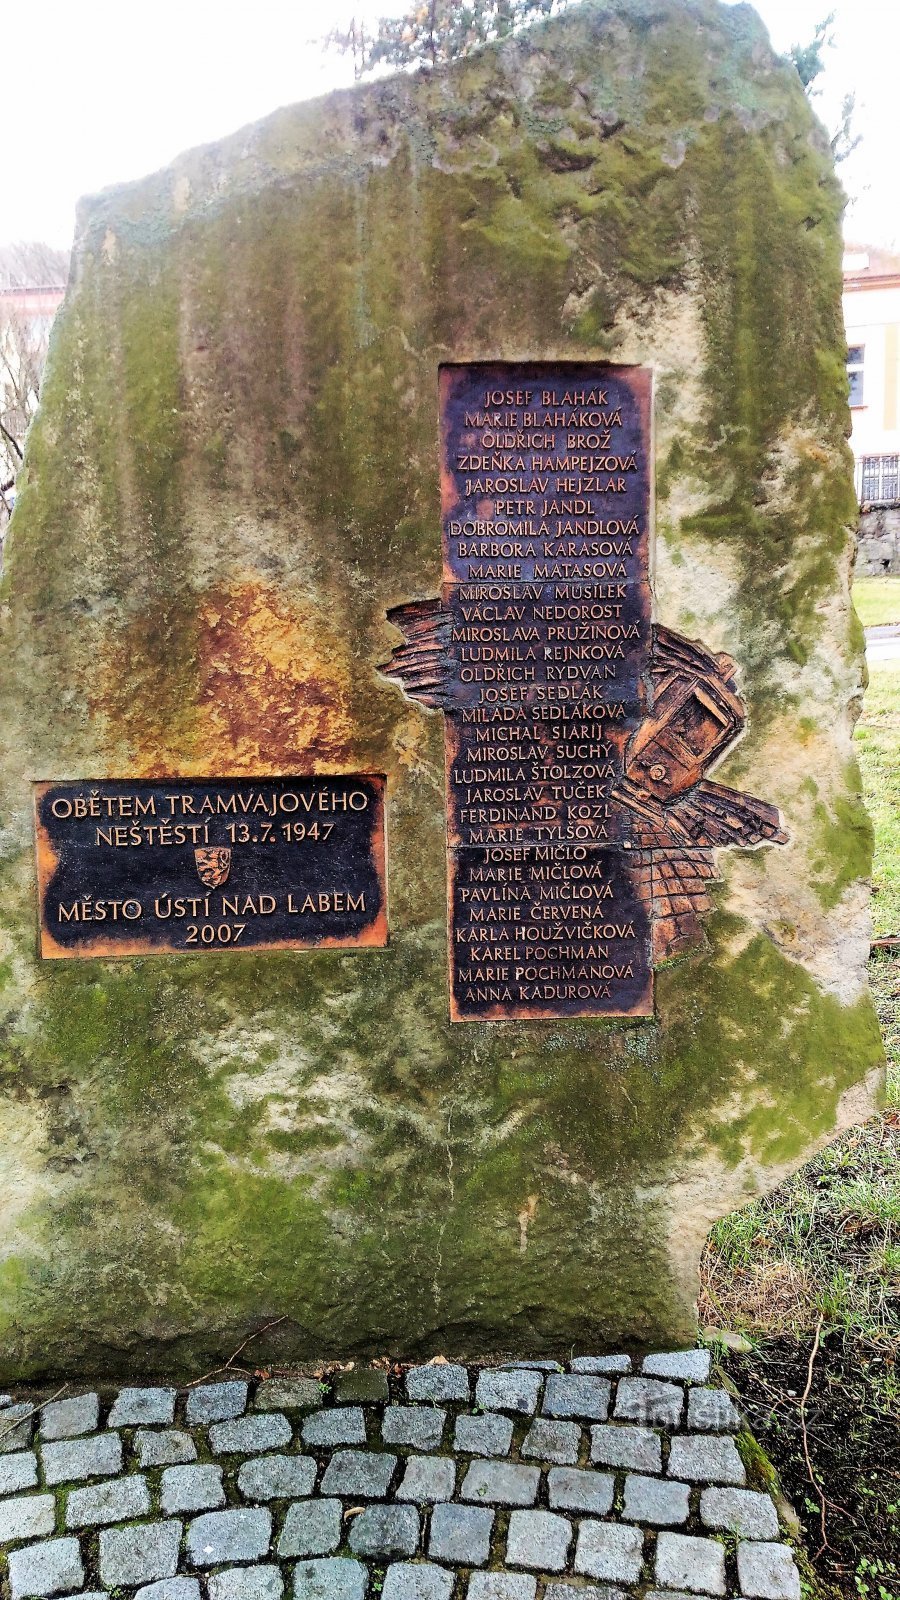 OBĚTEM TRAMVAJOVÉHO
NEŠTĚSTÍ 13.7.1947
MĚSTO ÚSTÍ NAD LABEM
2007
JOSEF BLAHÁK
MARIE BLAHÁKOVÁ
OLDŘICH BROŽ
ZDEŇKA HAMPEJZOVÁ
JAROSLAV HEJZLAR
PETR JANDL
DOBROMILA JANDLOVÁ
BARBORA KARASOVÁ
MARIE MATASOVÁ
MIROSLAV MUSÍLEK
VÁCLAV NEDOROST
MIROSLAVA PRUŽINOVÁ
LUDMILA REJNKOVÁ
OLDŘICH RYDVAN
JOSEF SEDLÁK
MILADA SEDLÁKOVÁ
MICHAL SIARIJ
MIROSLAV SUCHÝ
LUDMILA ŠTOLZOVÁ
JAROSLAV TUČEK
FERDINAND KOZL
MARIE TYLŠOVÁ
JOSEF MIČLO
MARIE MIČLOVÁ
PAVLÍNA MIČLOVÁ
MARIE ČERVENÁ
KARLA HOUŽVIČKOVÁ
KAREL POCHMAN
MARIE POCHMANOVÁ
ANNA KADUROVÁ